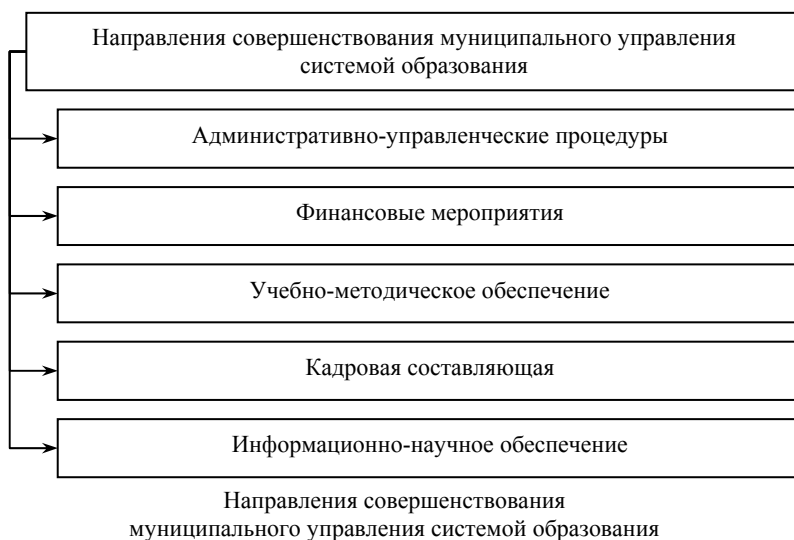 Направления совершенствования муниципального управления
системой образования
Административно-управленческие процедуры
Финансовые мероприятия
Учебно-методическое обеспечение
Кадровая составляющая
Информационно-научное обеспечение
Направления совершенствования
муниципального управления системой образования